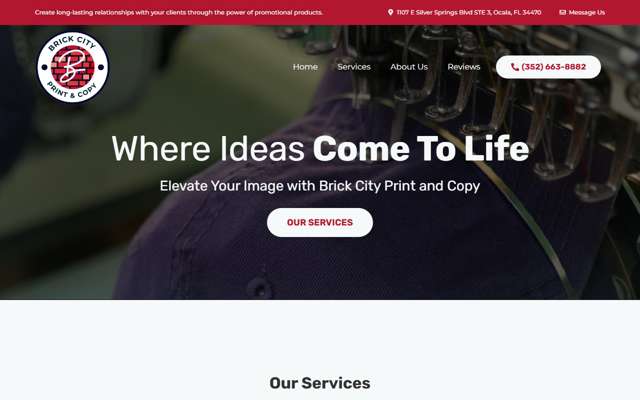 Create long-lasting relationships with your clients through the power of promotional products.
1107 E Silver Springs Blvd STE 3, Ocala, FL 34470
Message Us
BRICK CITY
B
PRINT & COPY
Home
Services
About Us
Reviews
(352) 663-8882
Where Ideas Come To Life
Elevate Your Image with Brick City Print and Copy
OUR SERVICES
Our Services